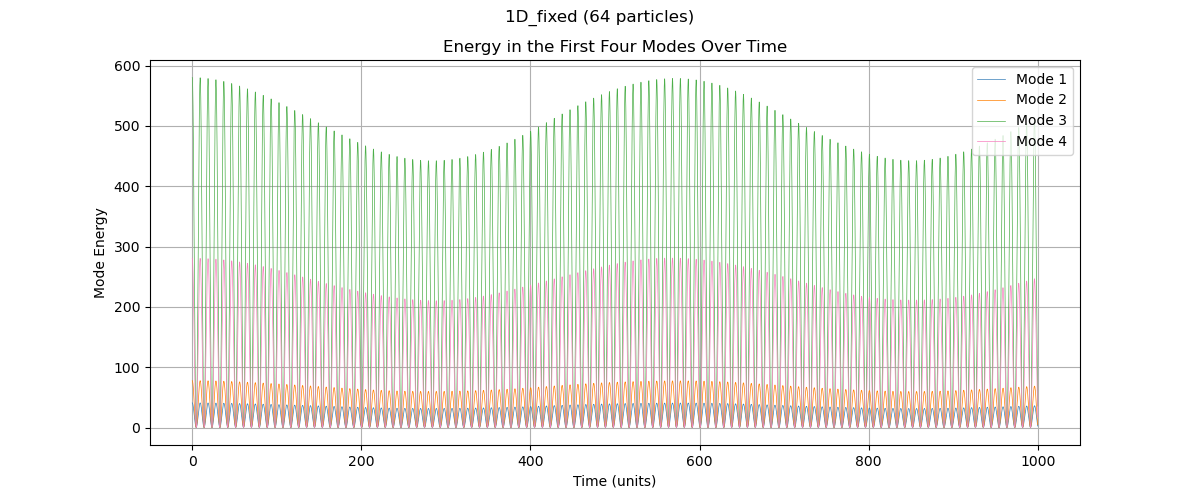 1D_fixed (64 particles)
Energy in the First Four Modes Over Time
Mode Energy
600
500
400
300
200
100
0
Mode 1
Mode 2
Mode 3
Mode 4
0
200
400
600
800
1000
Time (units)